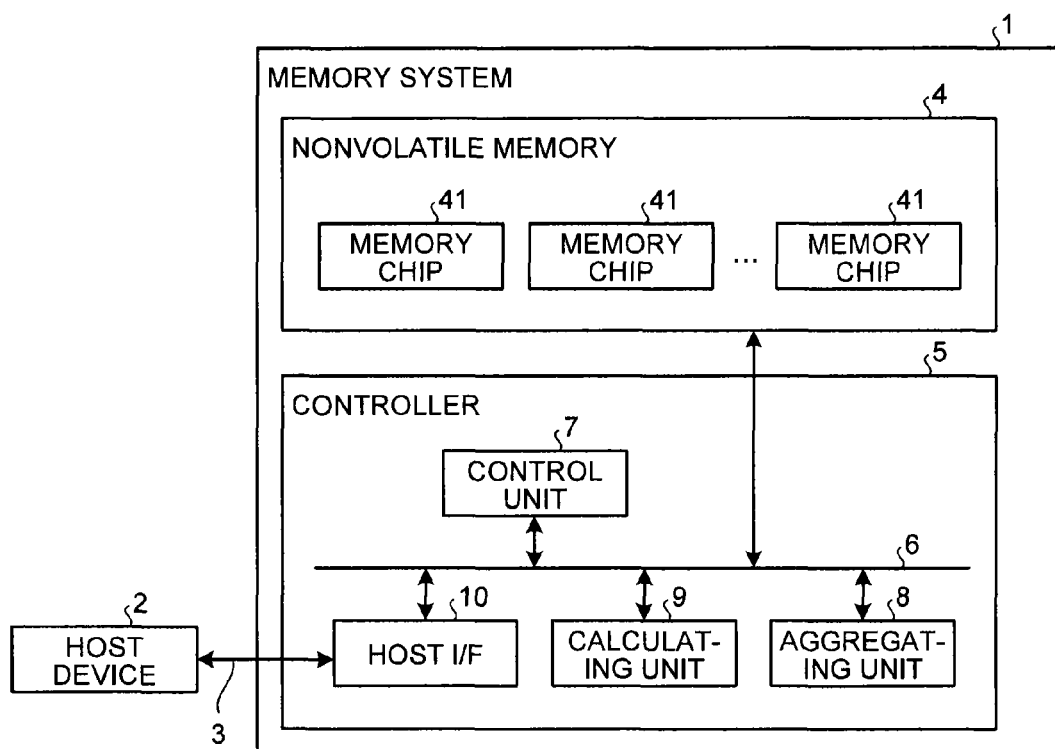 1
MEMORY SYSTEM
4
NONVOLATILE MEMORY
41
41
41
MEMORY CHIP
MEMORY CHIP
...
MEMORY CHIP
5
CONTROLLER
7
CONTROL UNIT
6
2
HOST DEVICE
3
10
HOST I/F
9
CALCULAT-
ING UNIT
8
AGGREGAT-
ING UNIT